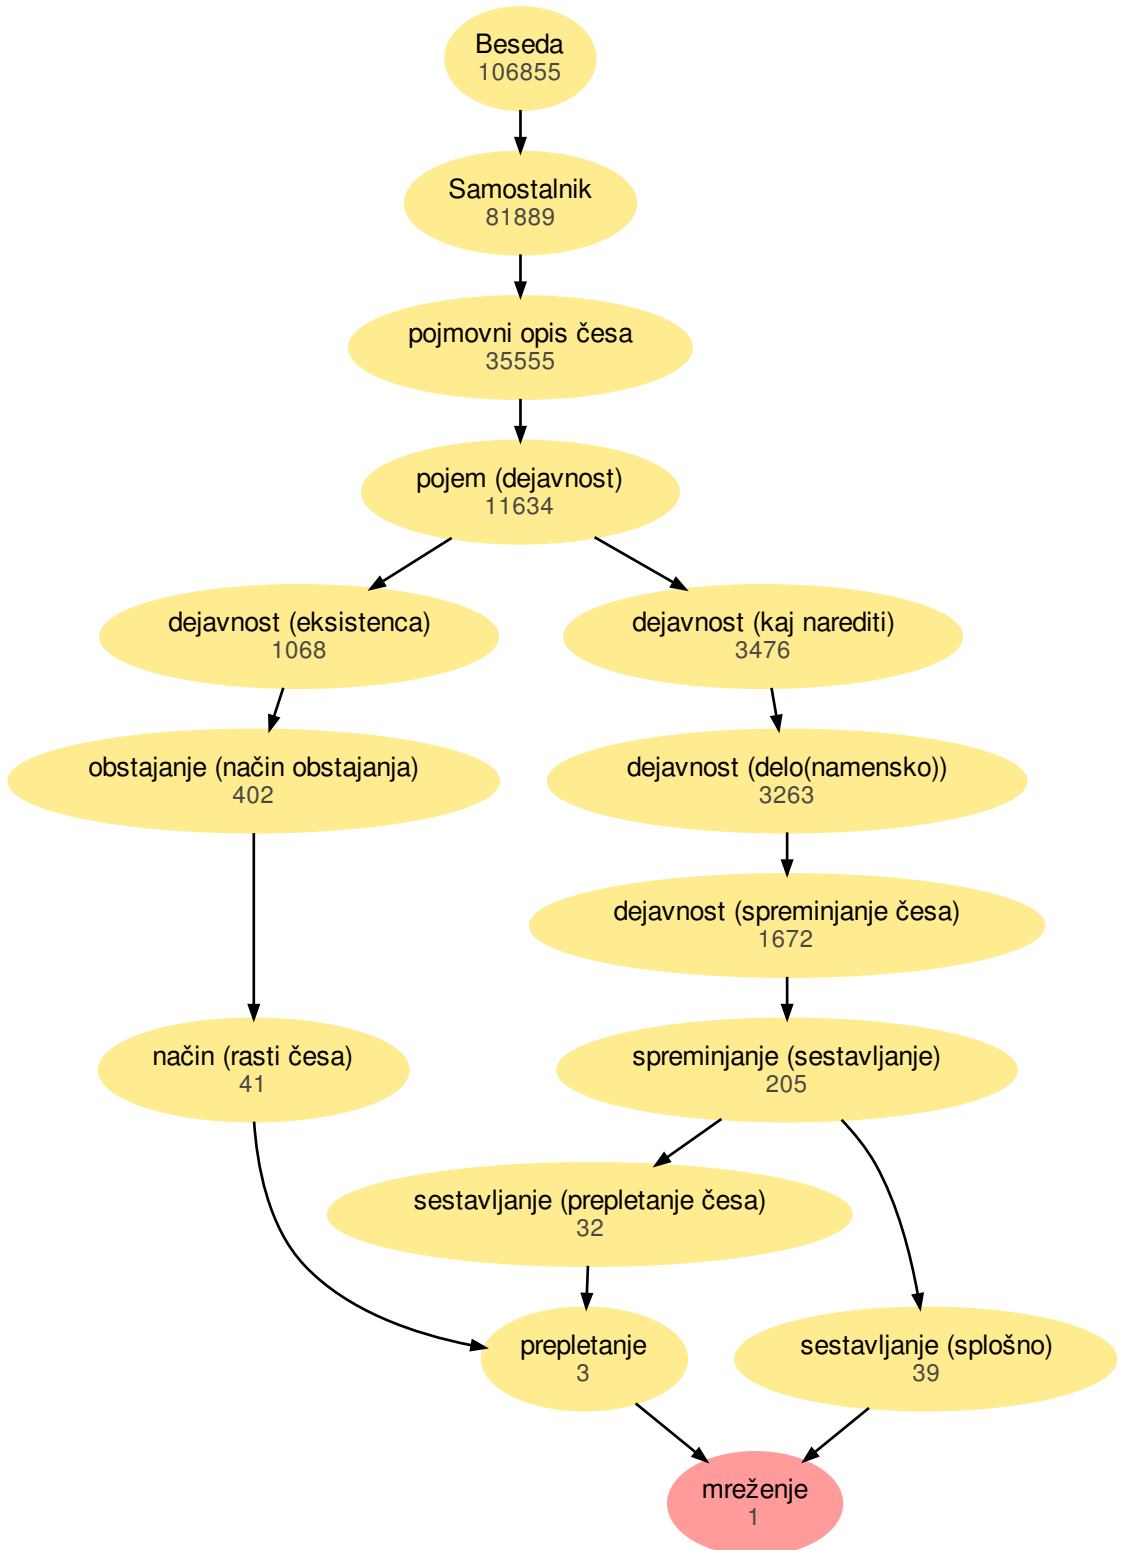 Beseda
106855
Samostalnik
81889
pojmovni opis česa
35555
pojem (dejavnost)
11634
dejavnost (eksistenca)
1068
dejavnost (kaj narediti)
3476
obstajanje (način obstajanja)
402
dejavnost (delo(namensko))
3263
dejavnost (spreminjanje česa)
1672
način (rasti česa)
41
spreminjanje (sestavljanje)
205
sestavljanje (prepletanje česa)
32
prepletanje
3
sestavljanje (splošno)
39
mreženje
1